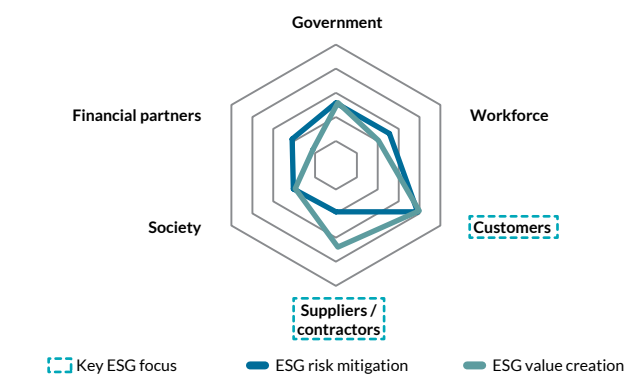 Government
Financial partners
Workforce
Society
Customers
Suppliers /
contractors
Key ESG focus
ESG risk mitigation
ESG value creation